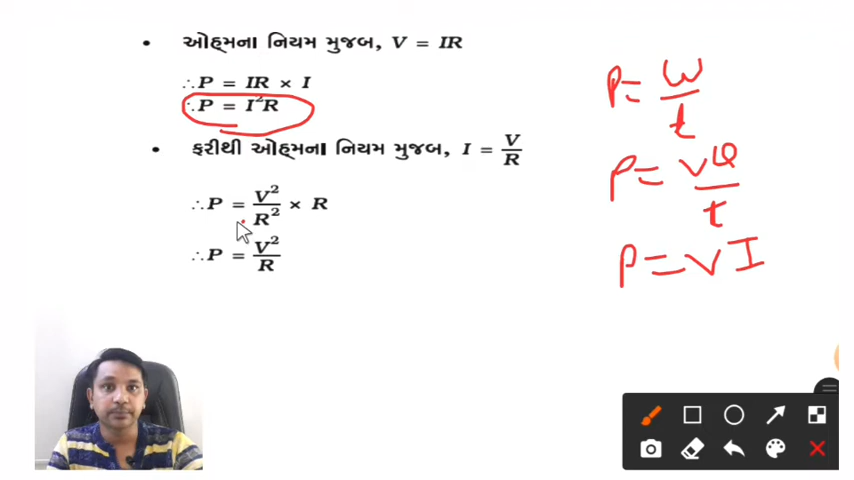 • ઓહ્મના નિયમ મુજબ, V = IR
∴P = IR × I
∴P = I²R
• ફરીથી ઓહ્મના નિયમ મુજબ, I = V/R
∴P = V²/R² × R
∴P = V²/R
P = W/t
P = VQ/t
P = VI